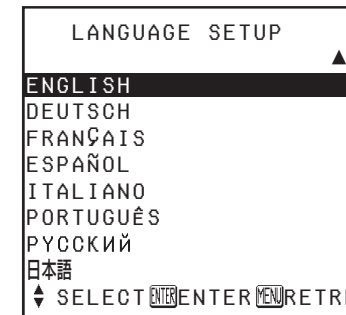 LANGUAGE SETUP
▲
ENGLISH
DEUTSCH
FRANÇAIS
ESPAÑOL
ITALIANO
PORTUGUÊS
РУССКИЙ
日本語
SELECT ENTER ENTER MENU RETR